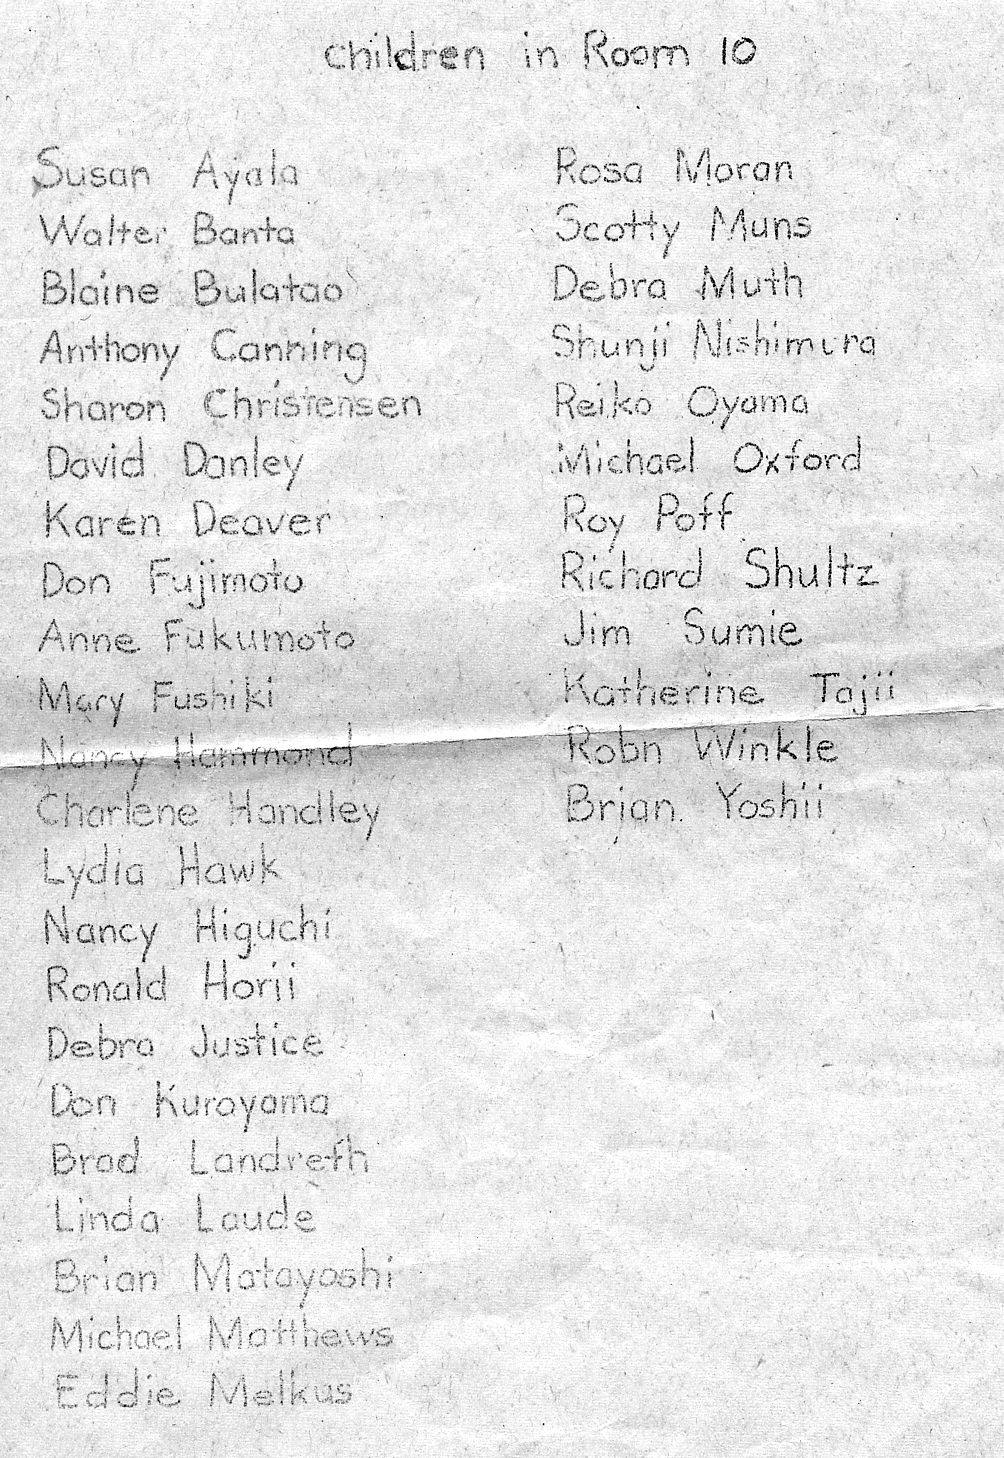 children in Room 10
Susan Ayala
Walter Banta
Blaine Bulatao
Anthony Canning
Sharon Christensen
David Danley
Karen Deaver
Don Fujimoto
Anne Fukumoto
Mary Fushiki
Nancy Hammond
Charlene Handley
Lydia Hawk
Nancy Higuchi
Ronald Horii
Debra Justice
Don Kurayama
Brad Landreth
Linda Laude
Brian Matayoshi
Michael Matthews
Eddie Melkus
Rosa Moran
Scotty Muns
Debra Muth
Shunji Nishimura
Reiko Oyama
Michael Oxford
Roy Poff
Richard Shultz
Jim Sumie
Katherine Tajii
Robn Winkle
Brian Yoshii